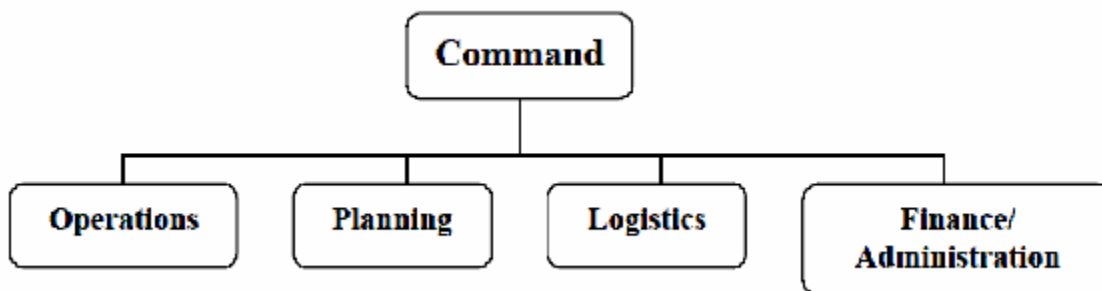 Command
Operations
Planning
Logistics
Finance/
Administration